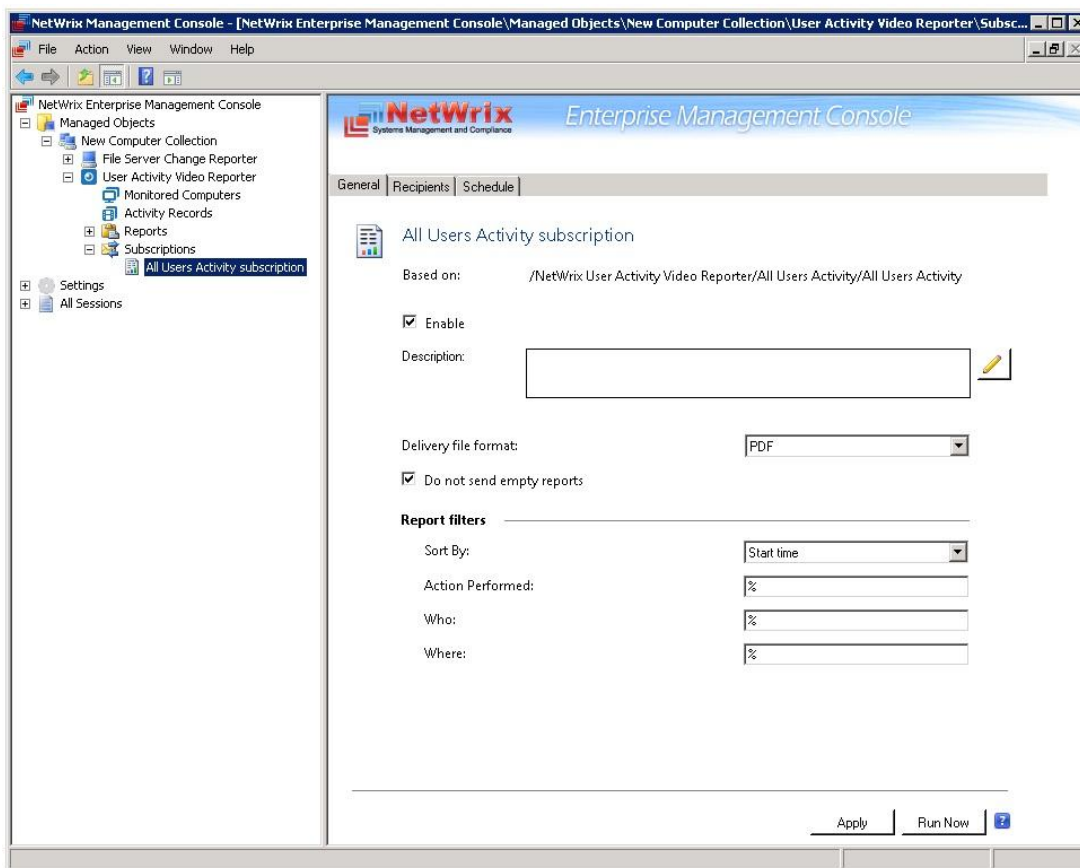 NetWrix Management Console - [NetWrix Enterprise Management Console\Managed Objects\New Computer Collection\User Activity Video Reporter\Subsc...
File Action View Window Help
NetWrix Enterprise Management Console
Managed Objects
New Computer Collection
File Server Change Reporter
User Activity Video Reporter
Monitored Computers
Activity Records
Reports
Subscriptions
All Users Activity subscription
Settings
All Sessions
NetWrix
Systems Management and Compliance
Enterprise Management Console
General Recipients Schedule
All Users Activity subscription
Based on: /NetWrix User Activity Video Reporter/All Users Activity/All Users Activity
Enable
Description:
Delivery file format: PDF
Do not send empty reports
Report filters
Sort By: Start time
Action Performed: %
Who: %
Where: %
Apply Run Now ?